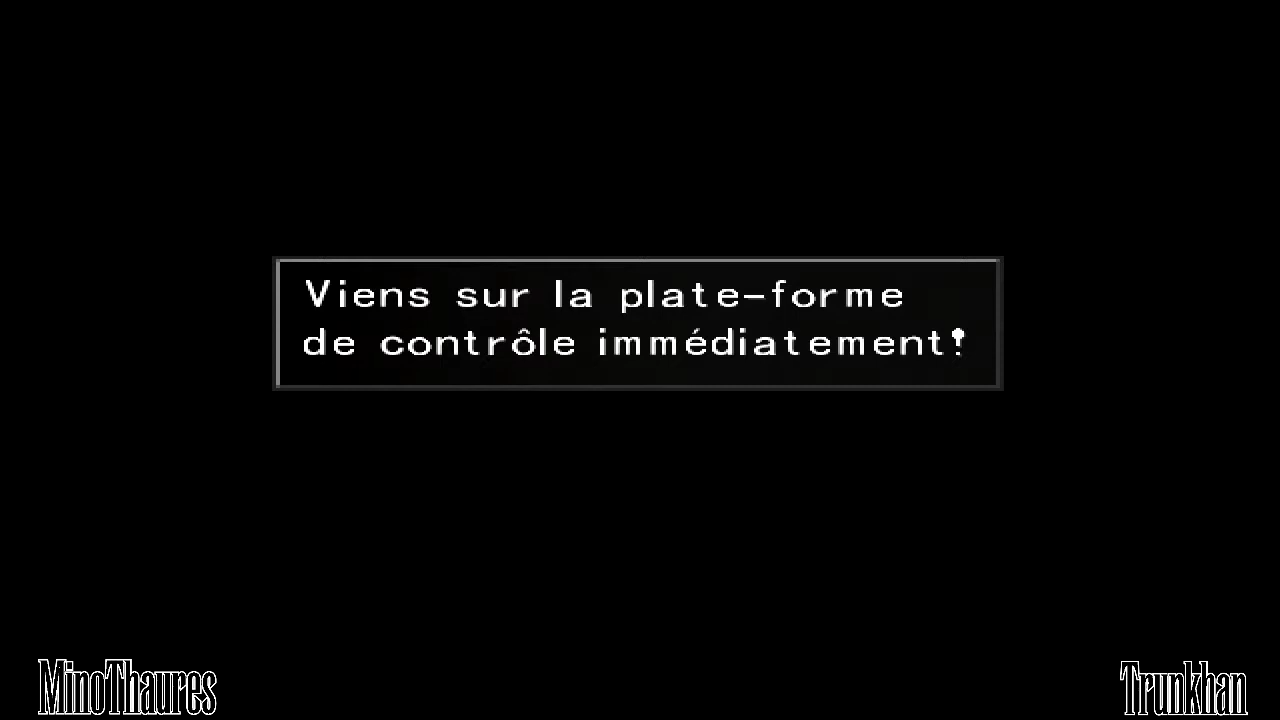 Viens sur la plate-forme
de contrôle immédiatement!
MinoThaures
Trunkhan